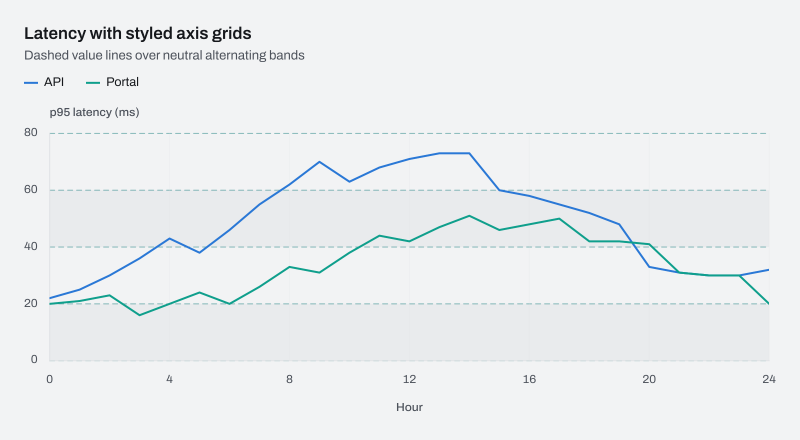 Latency with styled axis grids
Dashed value lines over neutral alternating bands
API Portal
p95 latency (ms)
80
60
40
20
0
0 4 8 12 16 20 24
Hour